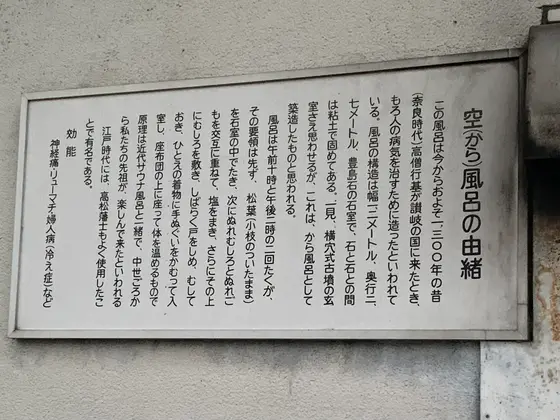 空(から)風呂の由緒
この風呂は今からおよそ一、三〇〇年の昔
(奈良時代)高僧行基が讃岐の国に来たとき、
もろ人の病気を治すために造ったといわれて
いる。風呂の構造は幅一、二メートル、奥行二、
七メートル、豊島石の石室で、石と石との間
は粘土で固めてある。一見、横穴式古墳の玄
室さえ思わせるが、これは、から風呂として
築造したものと思われる。
風呂は午前十時と午後二時の二回たくが、
その要領は先ず、松葉(小枝のついたまま)
を石室の中でたき、次にぬれむしろとぬれご
もを交互に重ねて、塩をまき、さらにその上
にむしろを敷き、しばらく戸をしめ、むして
おき、ひとえの着物に手ぬぐいをかむって入
室し、座布団の上に座って体を温めるもので
原理は近代サウナ風呂と一緒で、中世ごろか
ら私たちの先祖が、楽しんで来たといわれる
江戸時代には、高松藩士もよく使用したこ
とで有名である。
効能
神経痛・リューマチ・婦人病(冷え症)など